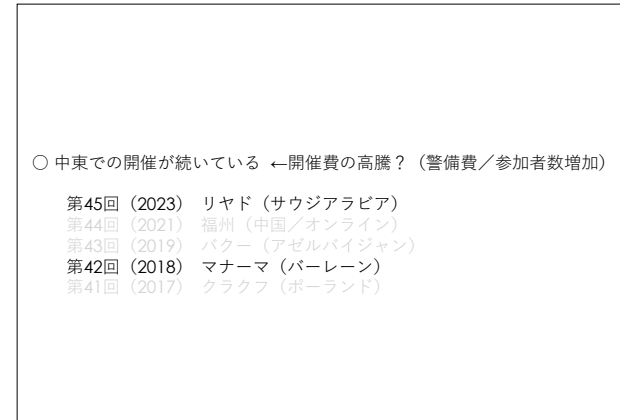 ○ 中東での開催が続いている ←開催費の高騰？（警備費／参加者数増加）
第45回（2023） リヤド（サウジアラビア）
第44回（2021） 福州（中国／オンライン）
第43回（2019） バクー（アゼルバイジャン）
第42回（2018） マナーマ（バーレーン）
第41回（2017） クラクフ（ポーランド）